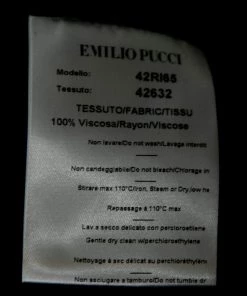 EMILIO PUCCI
Modello: 42RI65
Tessuto: 42632
TESSUTO/FABRIC/TISSU
100% Viscosa/Rayon/Viscose
Non lavare/Do not wash/Lavage interdit
Non candeggiabile/Do not bleach/Chlorage in
Stirare max 110°C/Iron, Steam or Dry,low he
Repassage à 110°C max
Lav.a secco delicato con percloroetilene
Gentle dry clean w/perchloroethylene
Nettoyage à sec délicat au perchloréthylène
Non asciugare a tamburo/Do not tumble dr